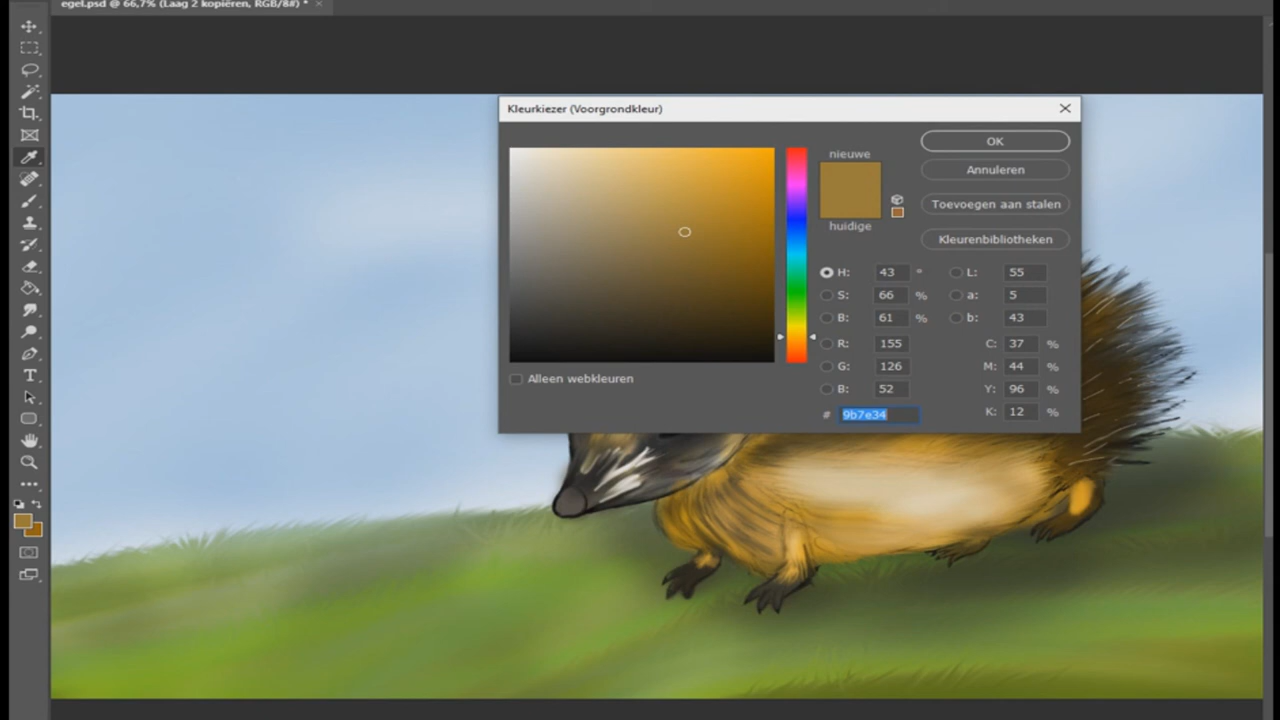 egel.psd @ 66,7% (Laag 2 kopiëren, RGB/8#) * ×
Kleurkiezer (Voorgrondkleur)
nieuwe
huidige
OK
Annuleren
Toevoegen aan stalen
Kleurenbibliotheken
H: 43 ° L: 55
S: 66 % a: 5
B: 61 % b: 43
R: 155 C: 37 %
G: 126 M: 44 %
B: 52 Y: 96 %
# 9b7e34 K: 12 %
Alleen webkleuren